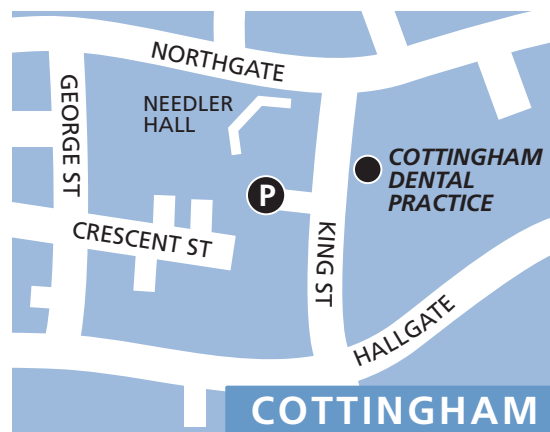 NORTHGATE
GEORGE ST
NEEDLER
HALL
COTTINGHAM
DENTAL
PRACTICE
P
CRESCENT ST
KING ST
HALLGATE
COTTINGHAM